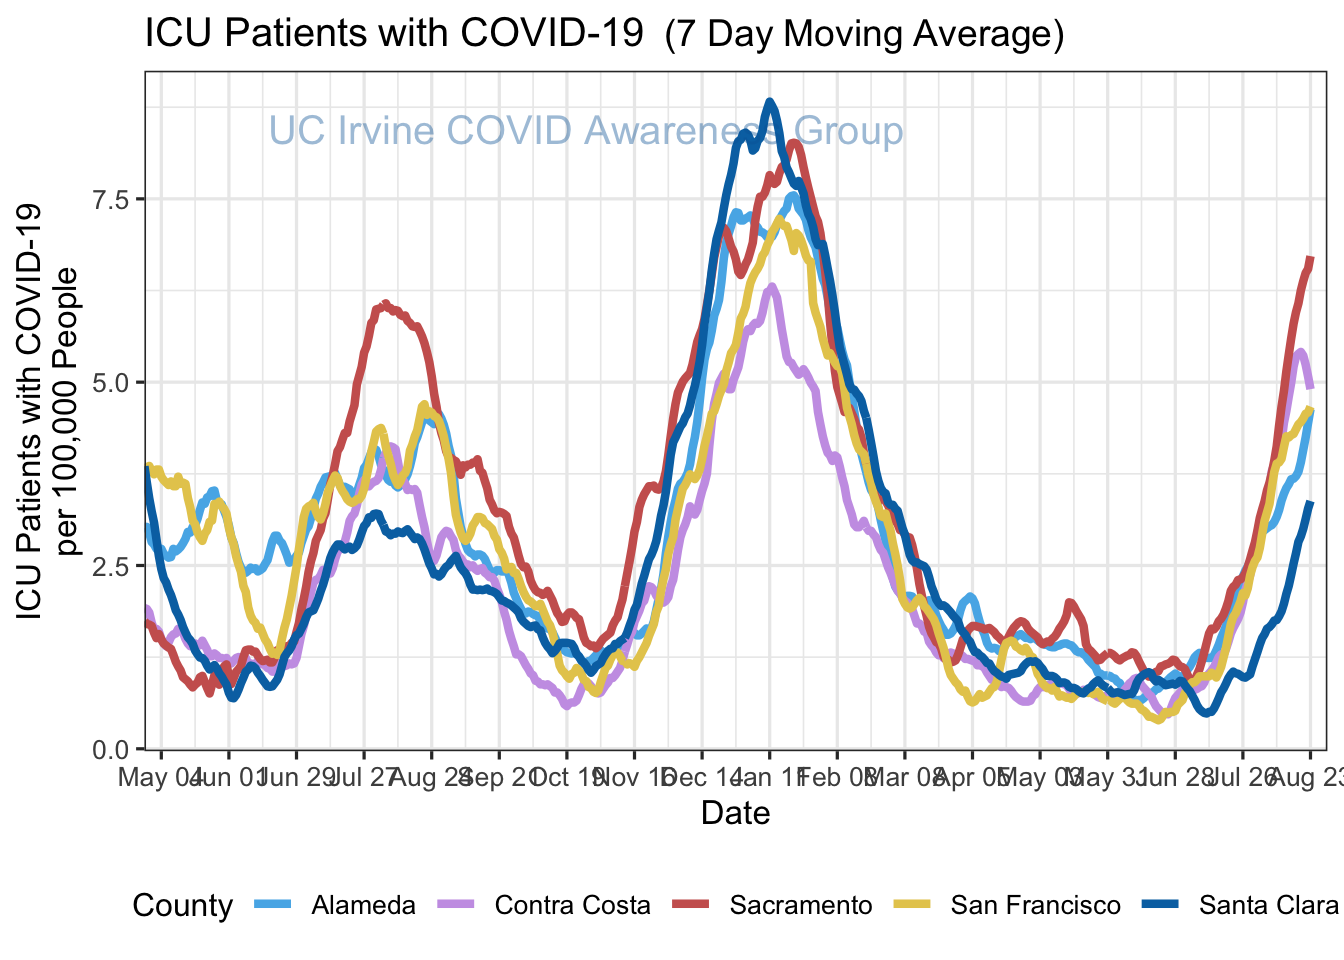 ICU Patients with COVID-19 (7 Day Moving Average)
UC Irvine COVID Awareness Group
ICU Patients with COVID-19
per 100,000 People
7.5
5.0
2.5
0.0
May 04 Jun 01 Jun 29 Jul 27 Aug 24 Sep 20 Oct 19 Nov 16 Dec 14 Jan 11 Feb 08 Mar 08 Apr 05 May 03 May 31 Jun 28 Jul 26 Aug 23
Date
County Alameda Contra Costa Sacramento San Francisco Santa Clara